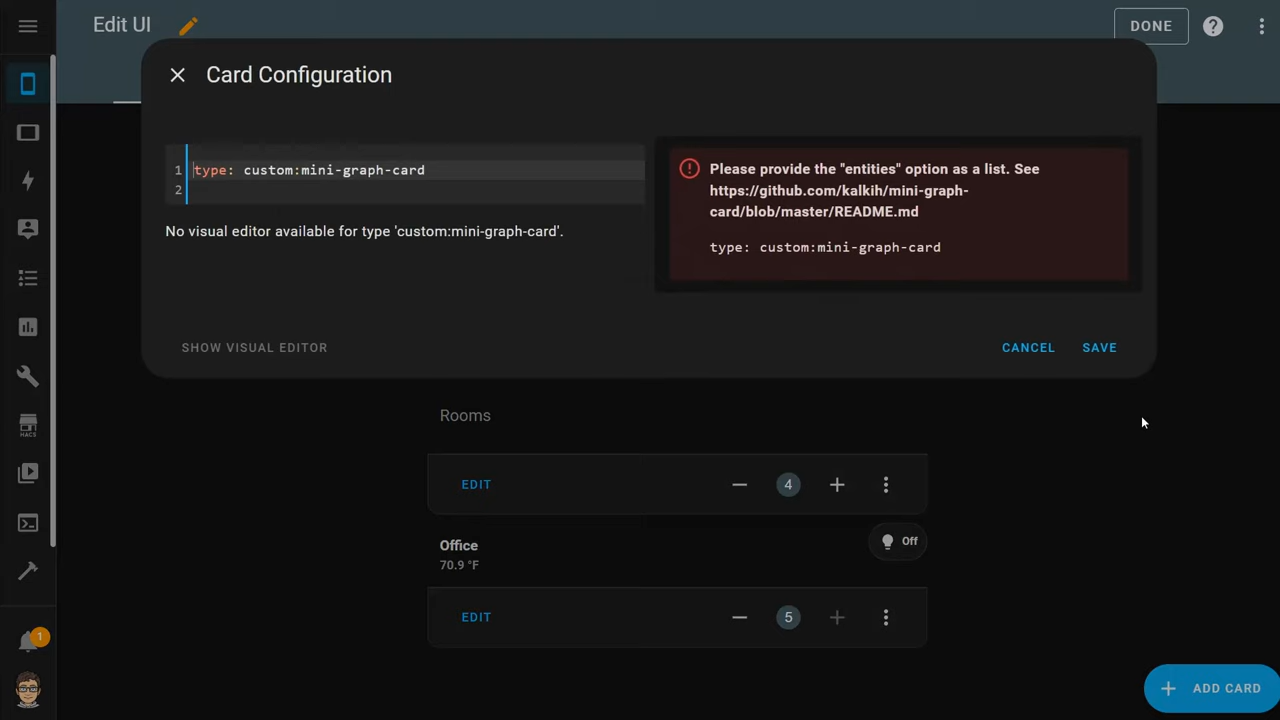 Edit UI
DONE
Card Configuration
1 type: custom:mini-graph-card
2
No visual editor available for type 'custom:mini-graph-card'.
Please provide the "entities" option as a list. See
https://github.com/kalkih/mini-graph-
card/blob/master/README.md
type: custom:mini-graph-card
SHOW VISUAL EDITOR
CANCEL
SAVE
Rooms
EDIT
4
Office
70.9 °F
Off
EDIT
5
HACS
1
ADD CARD